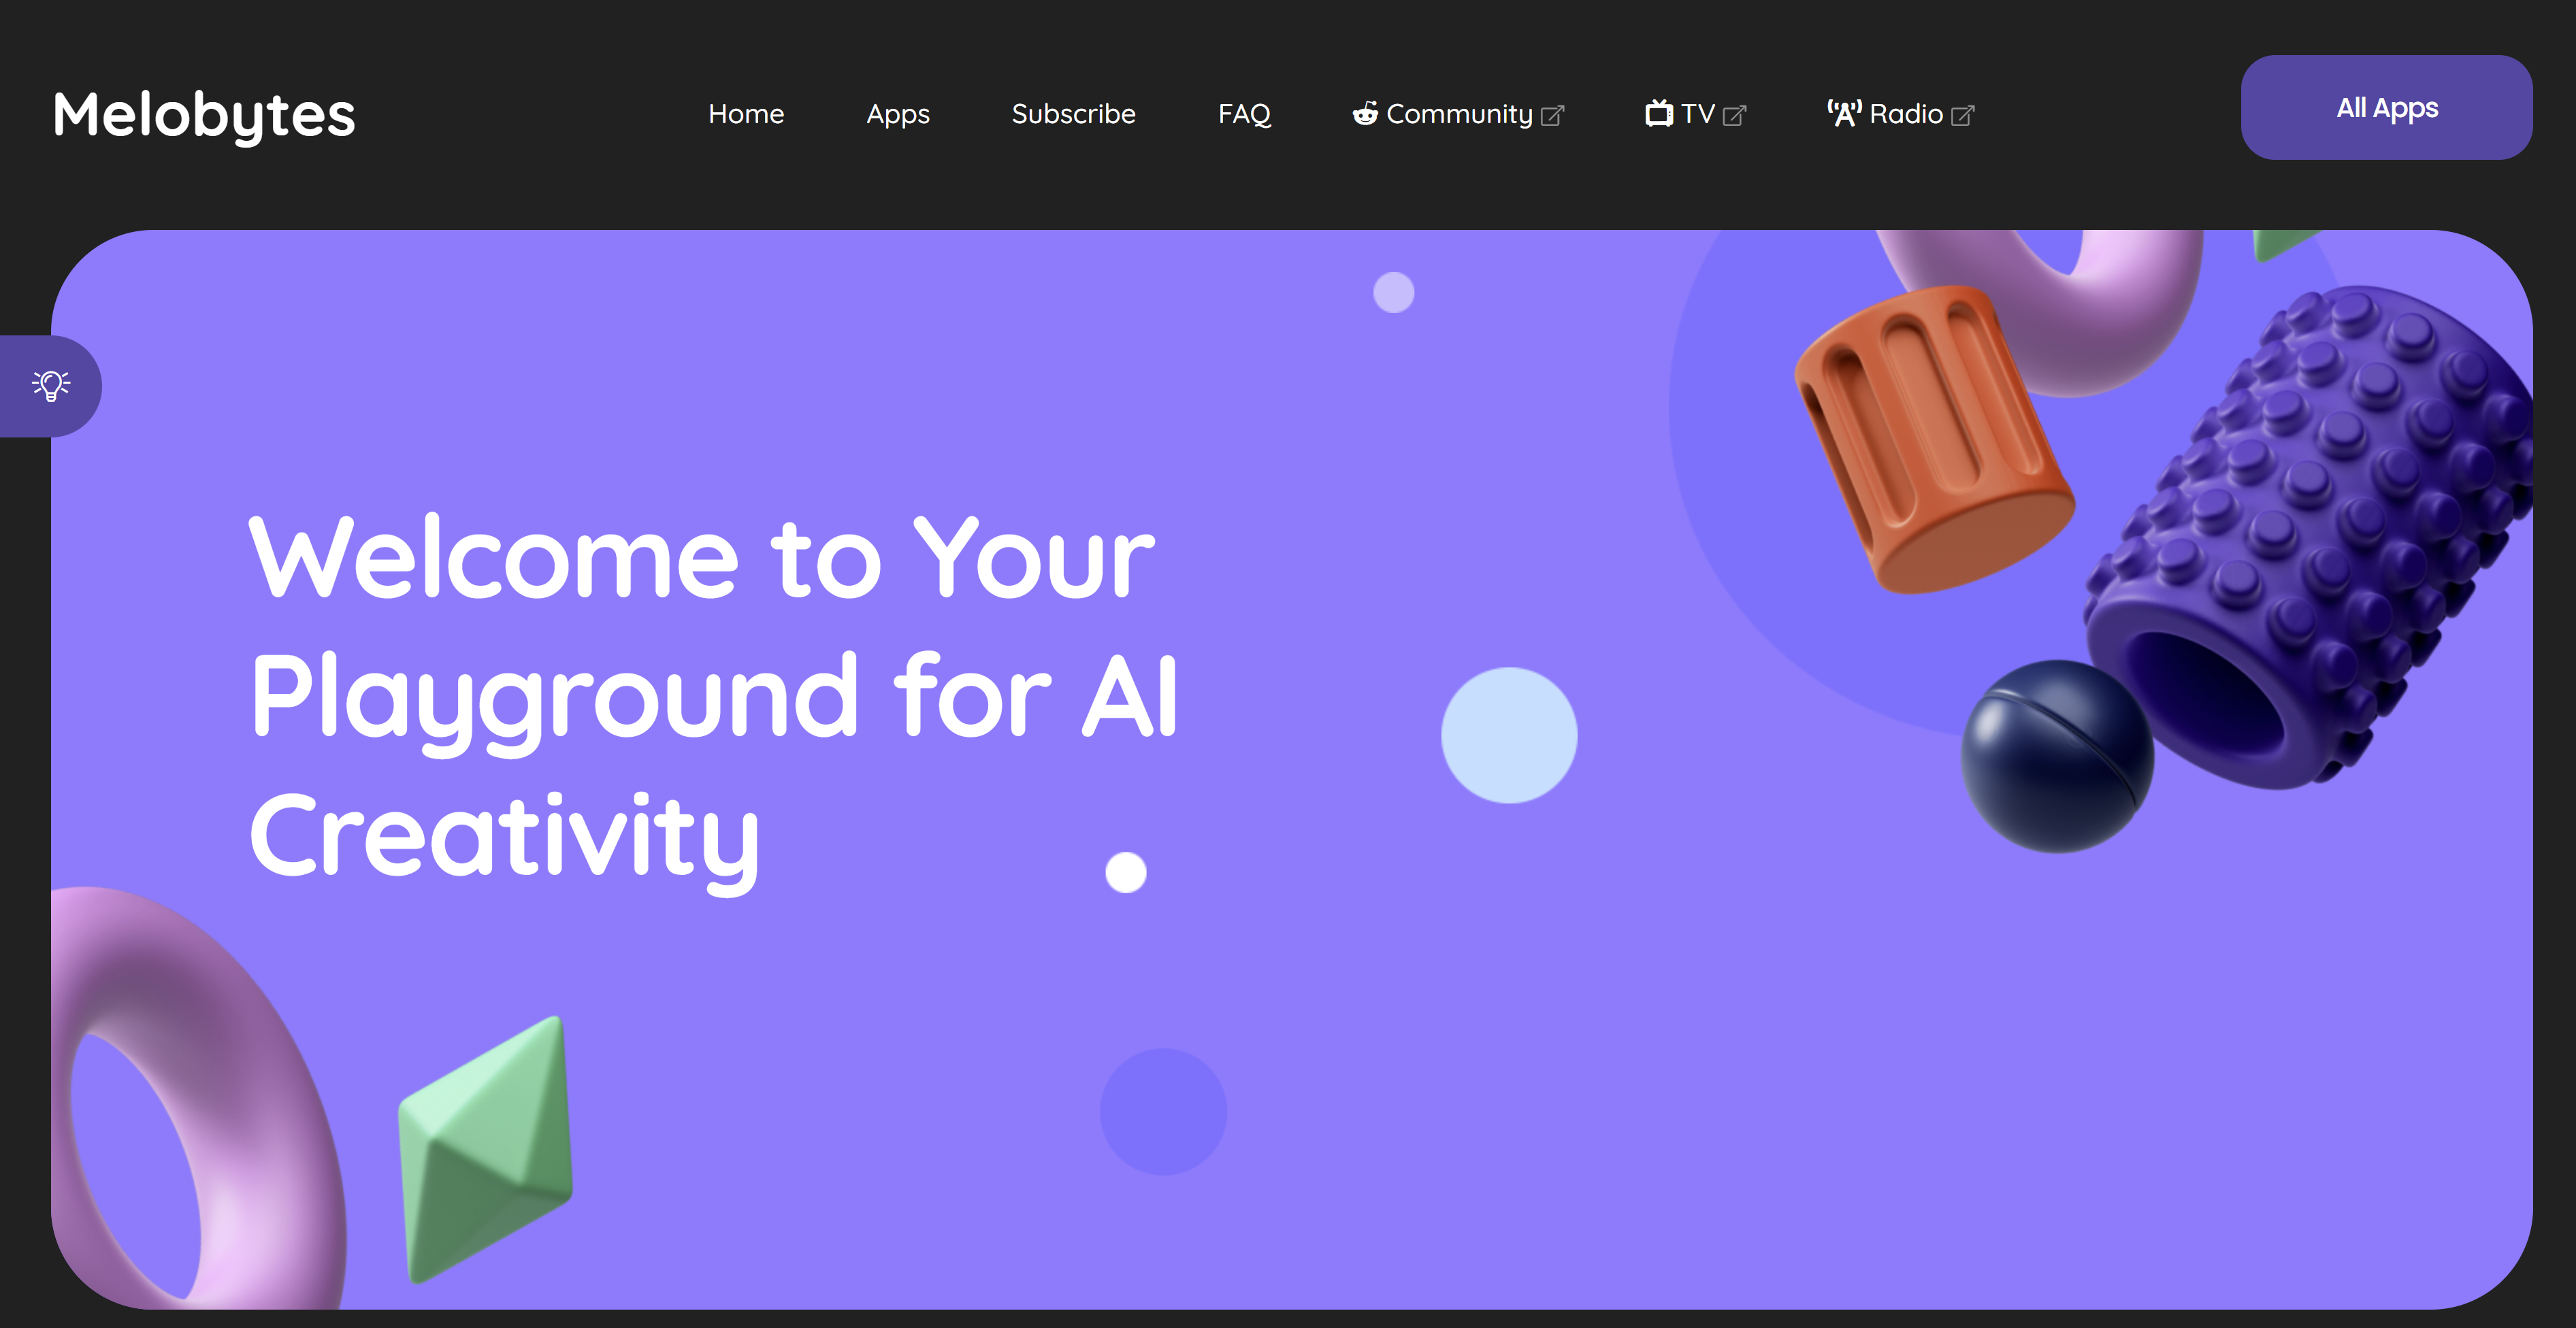 Melobytes
Home Apps Subscribe FAQ Community TV Radio
All Apps
Welcome to Your
Playground for AI
Creativity